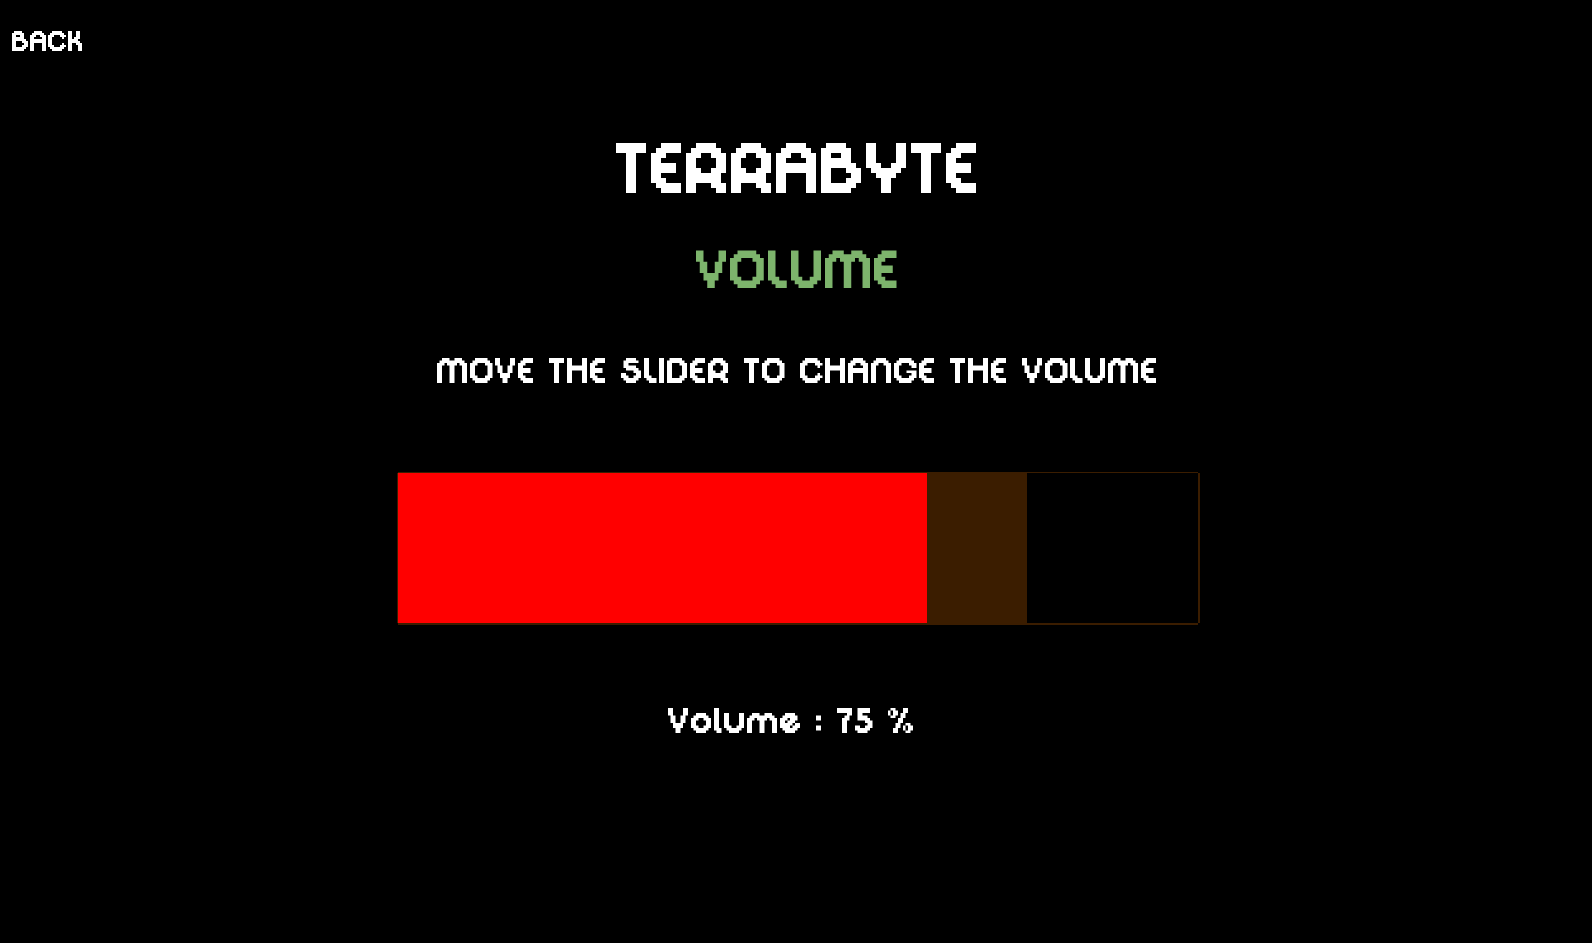 BACK
TERRABYTE
VOLUME
MOVE THE SLIDER TO CHANGE THE VOLUME
Volume : 75 %